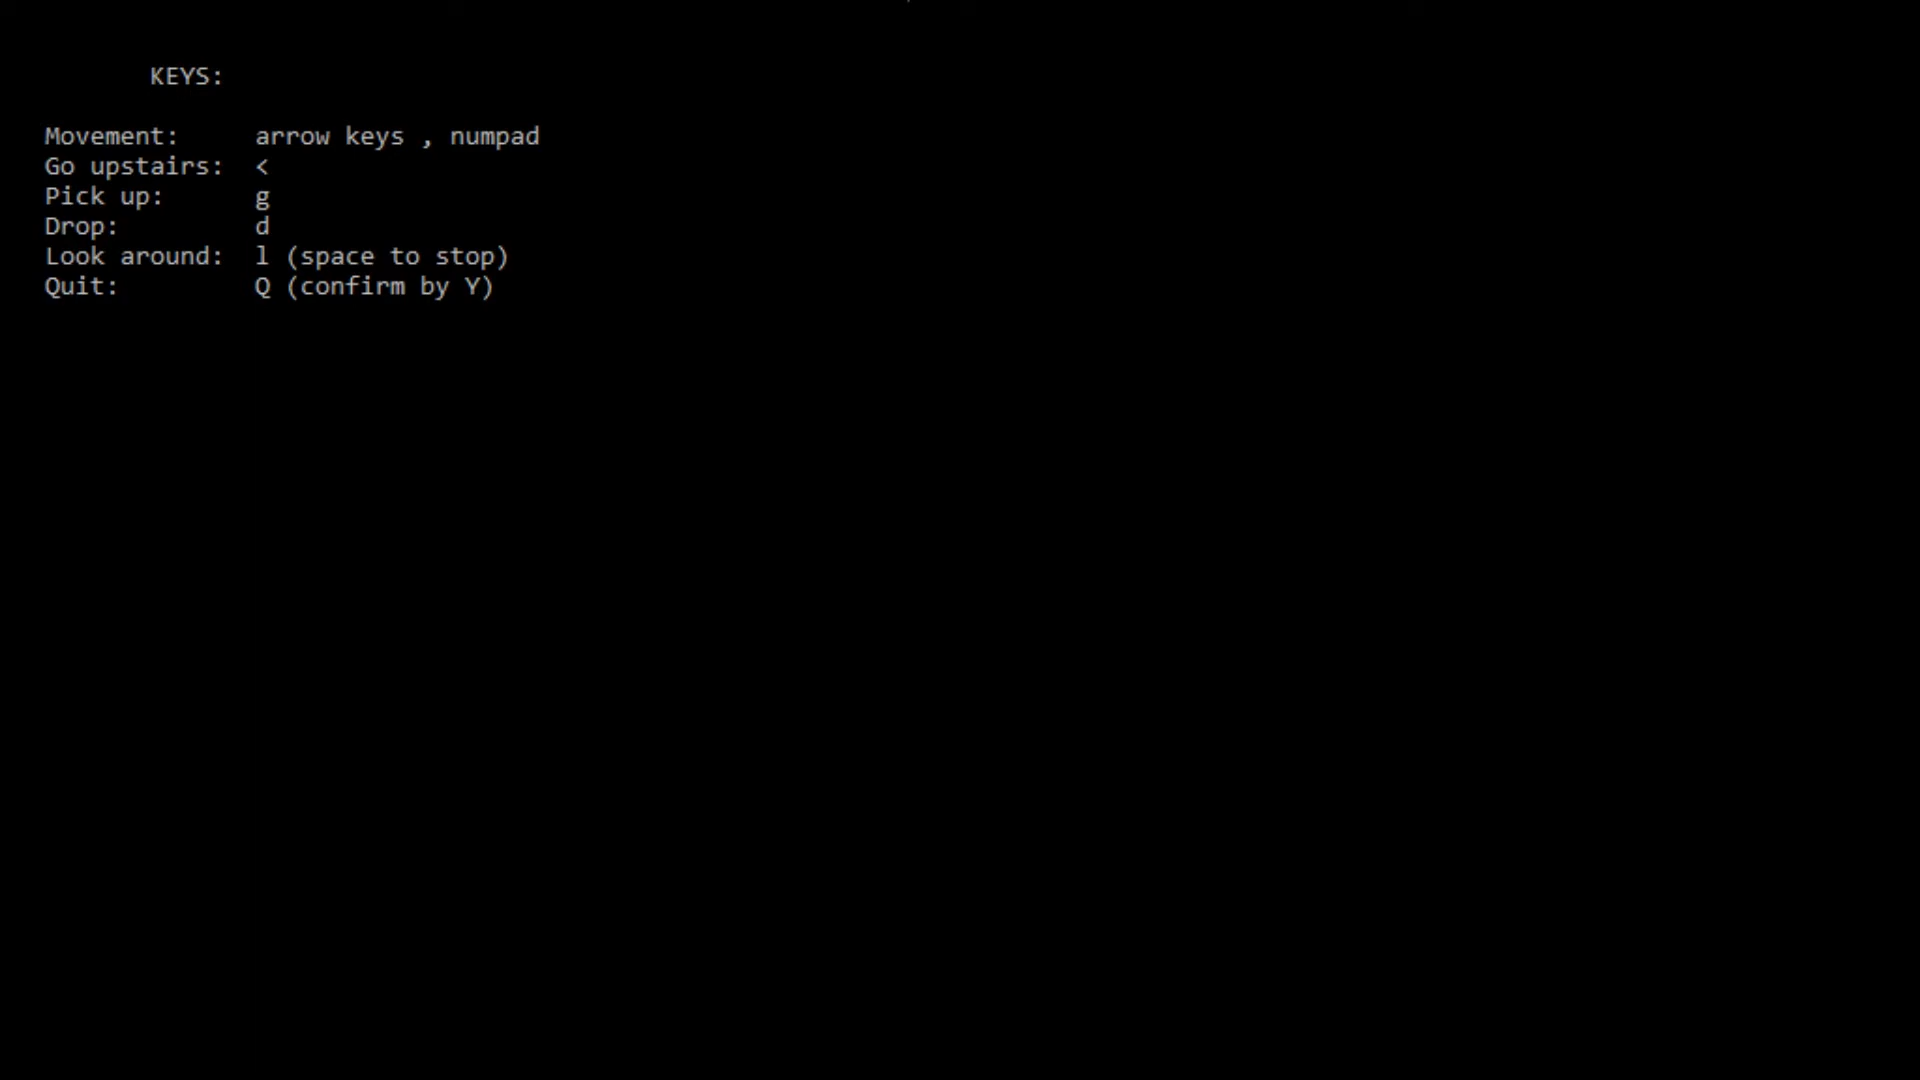 KEYS:
Movement: arrow keys , numpad
Go upstairs: <
Pick up: g
Drop: d
Look around: l (space to stop)
Quit: Q (confirm by Y)